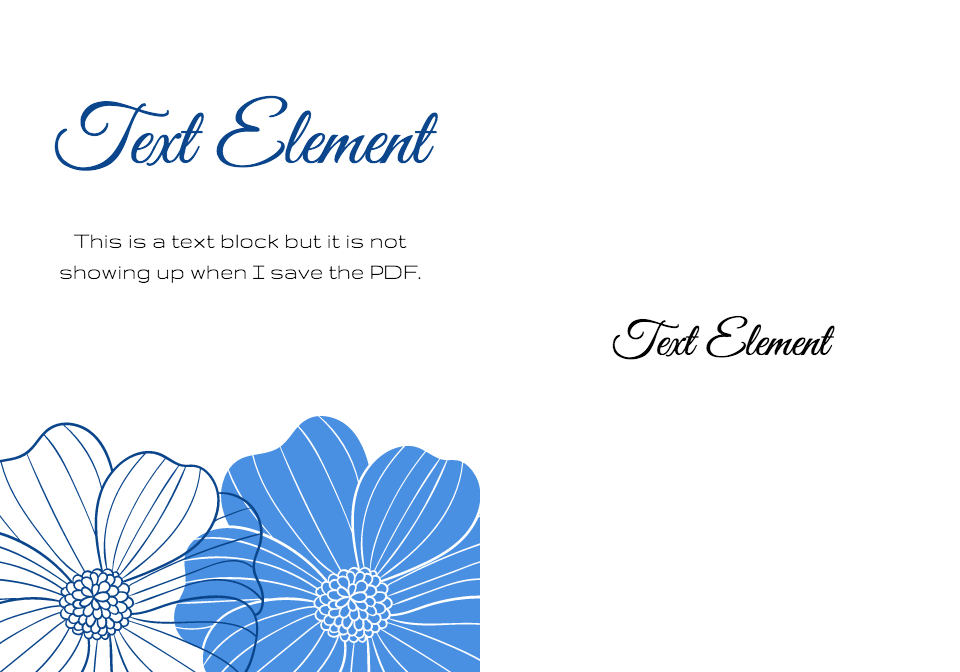 Text Element
This is a text block but it is not
showing up when I save the PDF.
Text Element